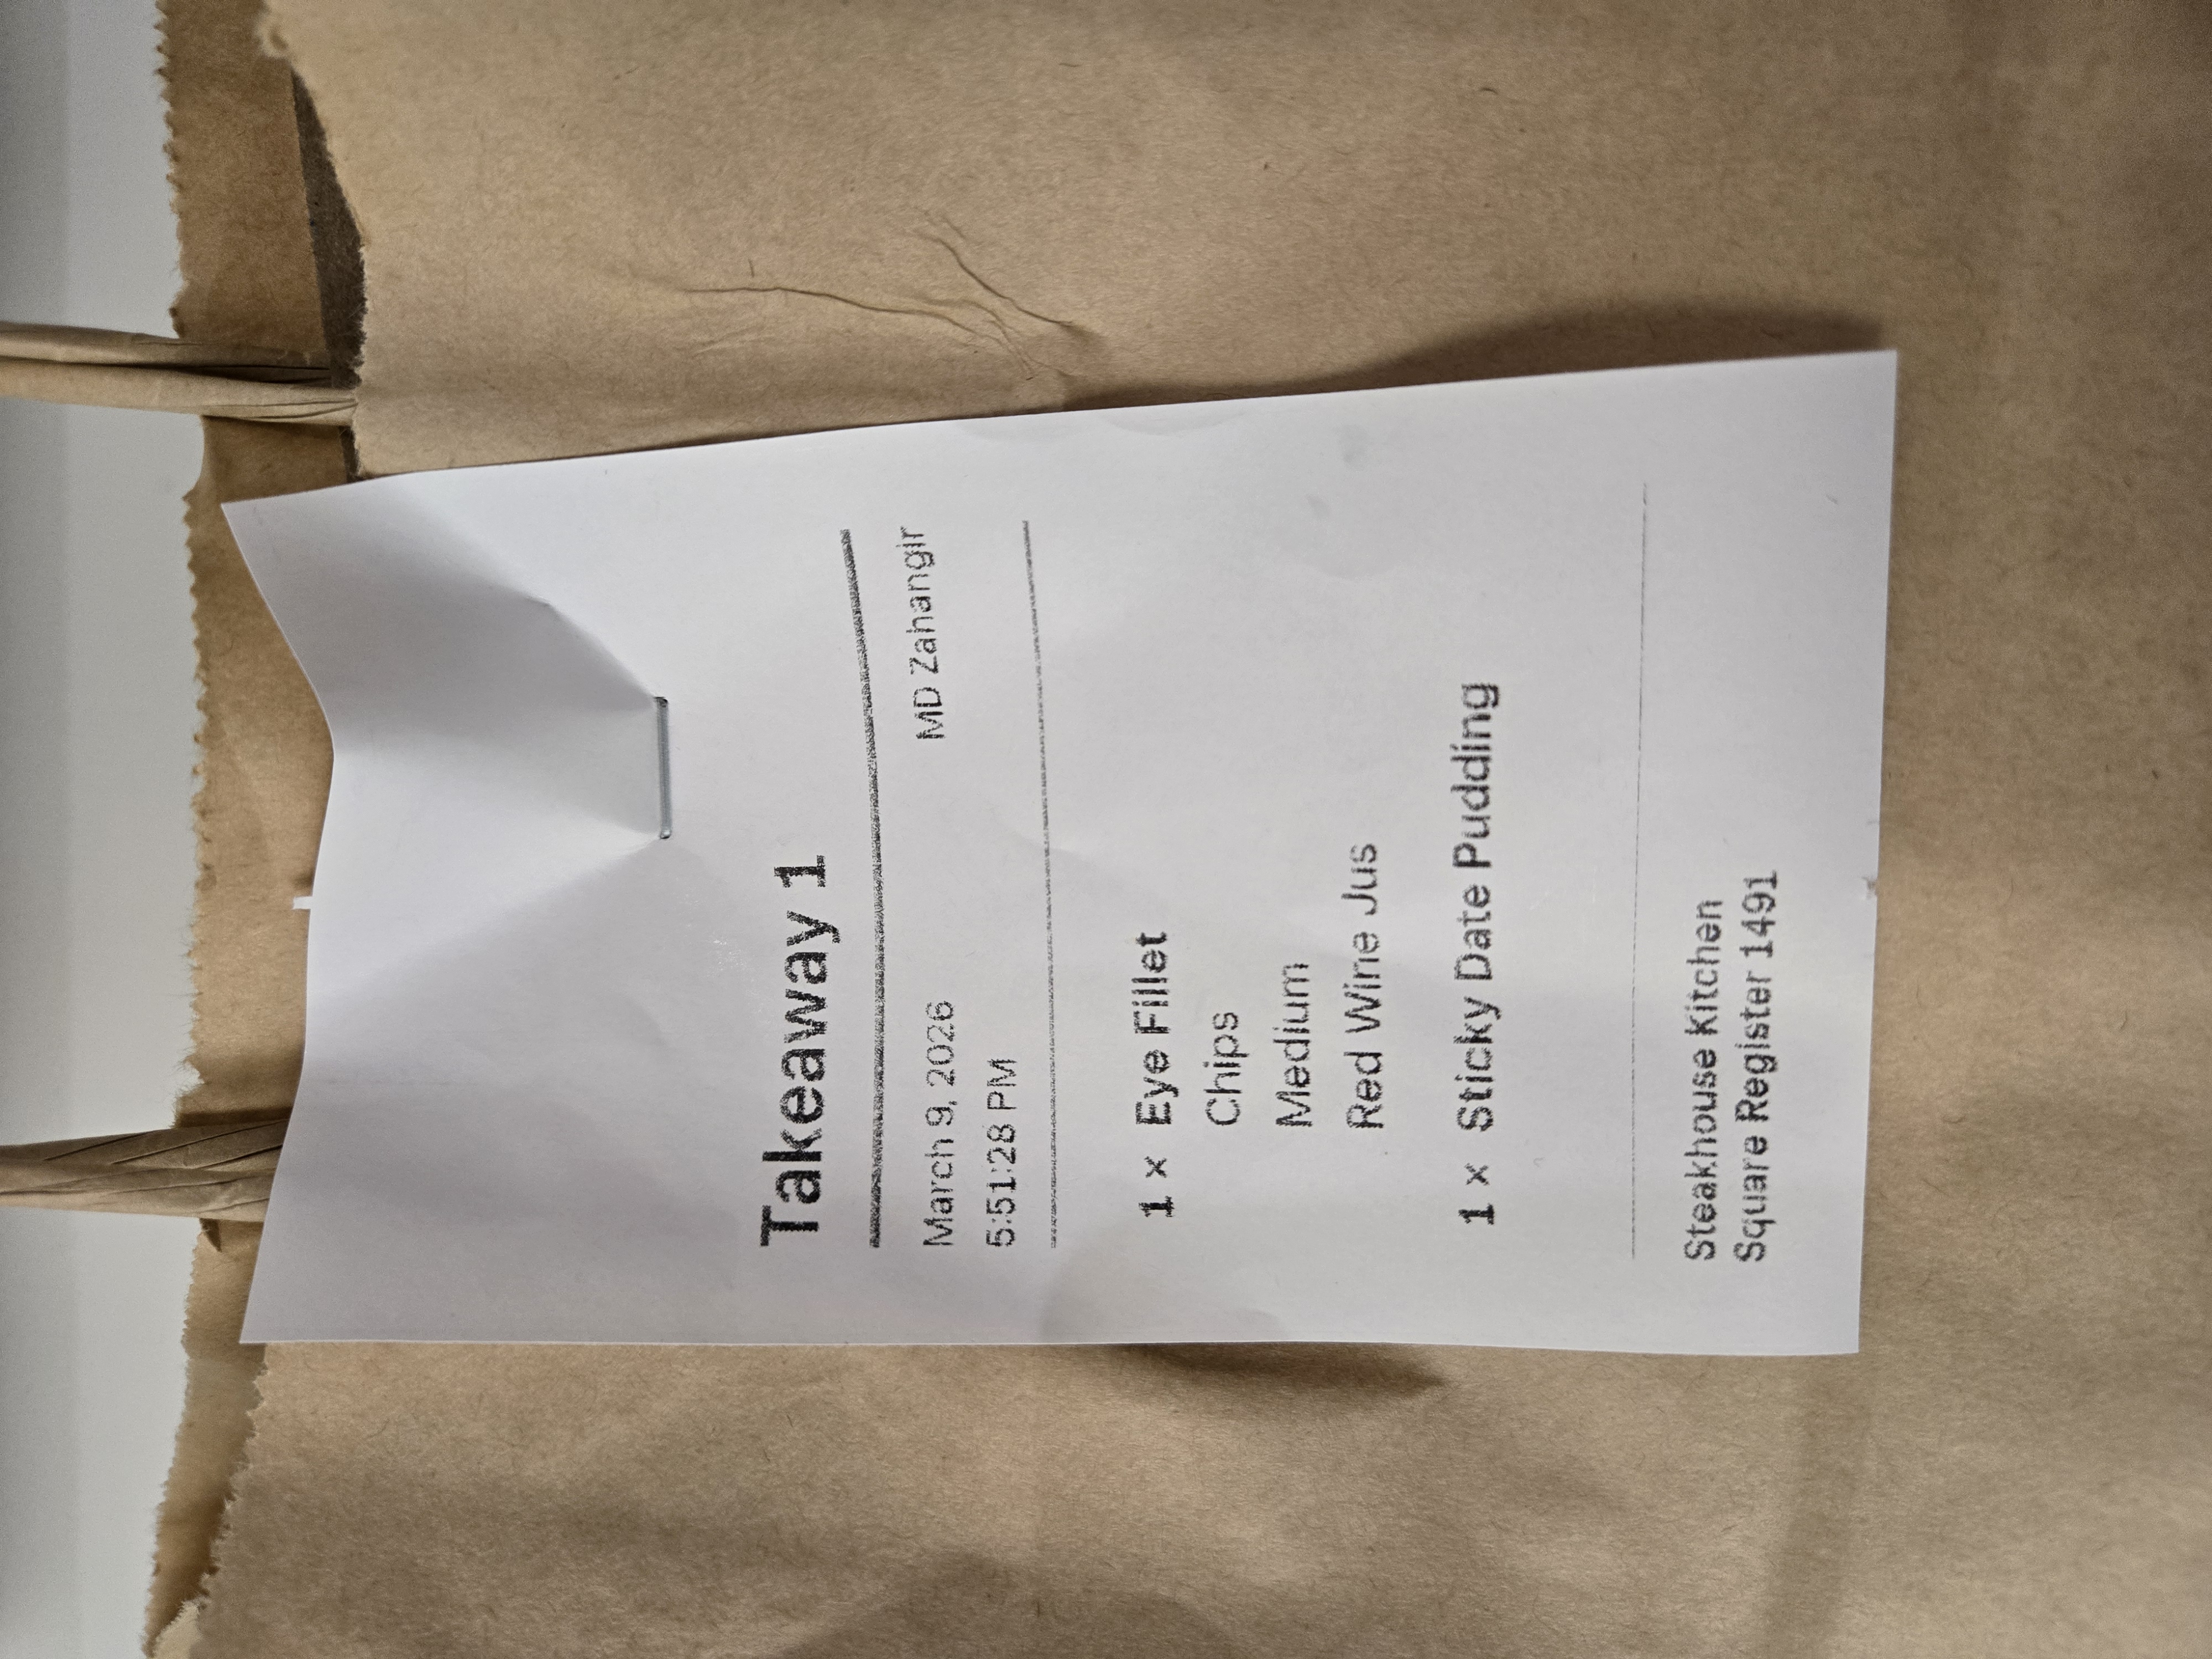 Takeaway 1
March 9, 2026 MD Zahangir
5:51:28 PM
1 × Eye Fillet
Chips
Medium
Red Wine Jus
1 × Sticky Date Pudding
Steakhouse Kitchen
Square Register 1491